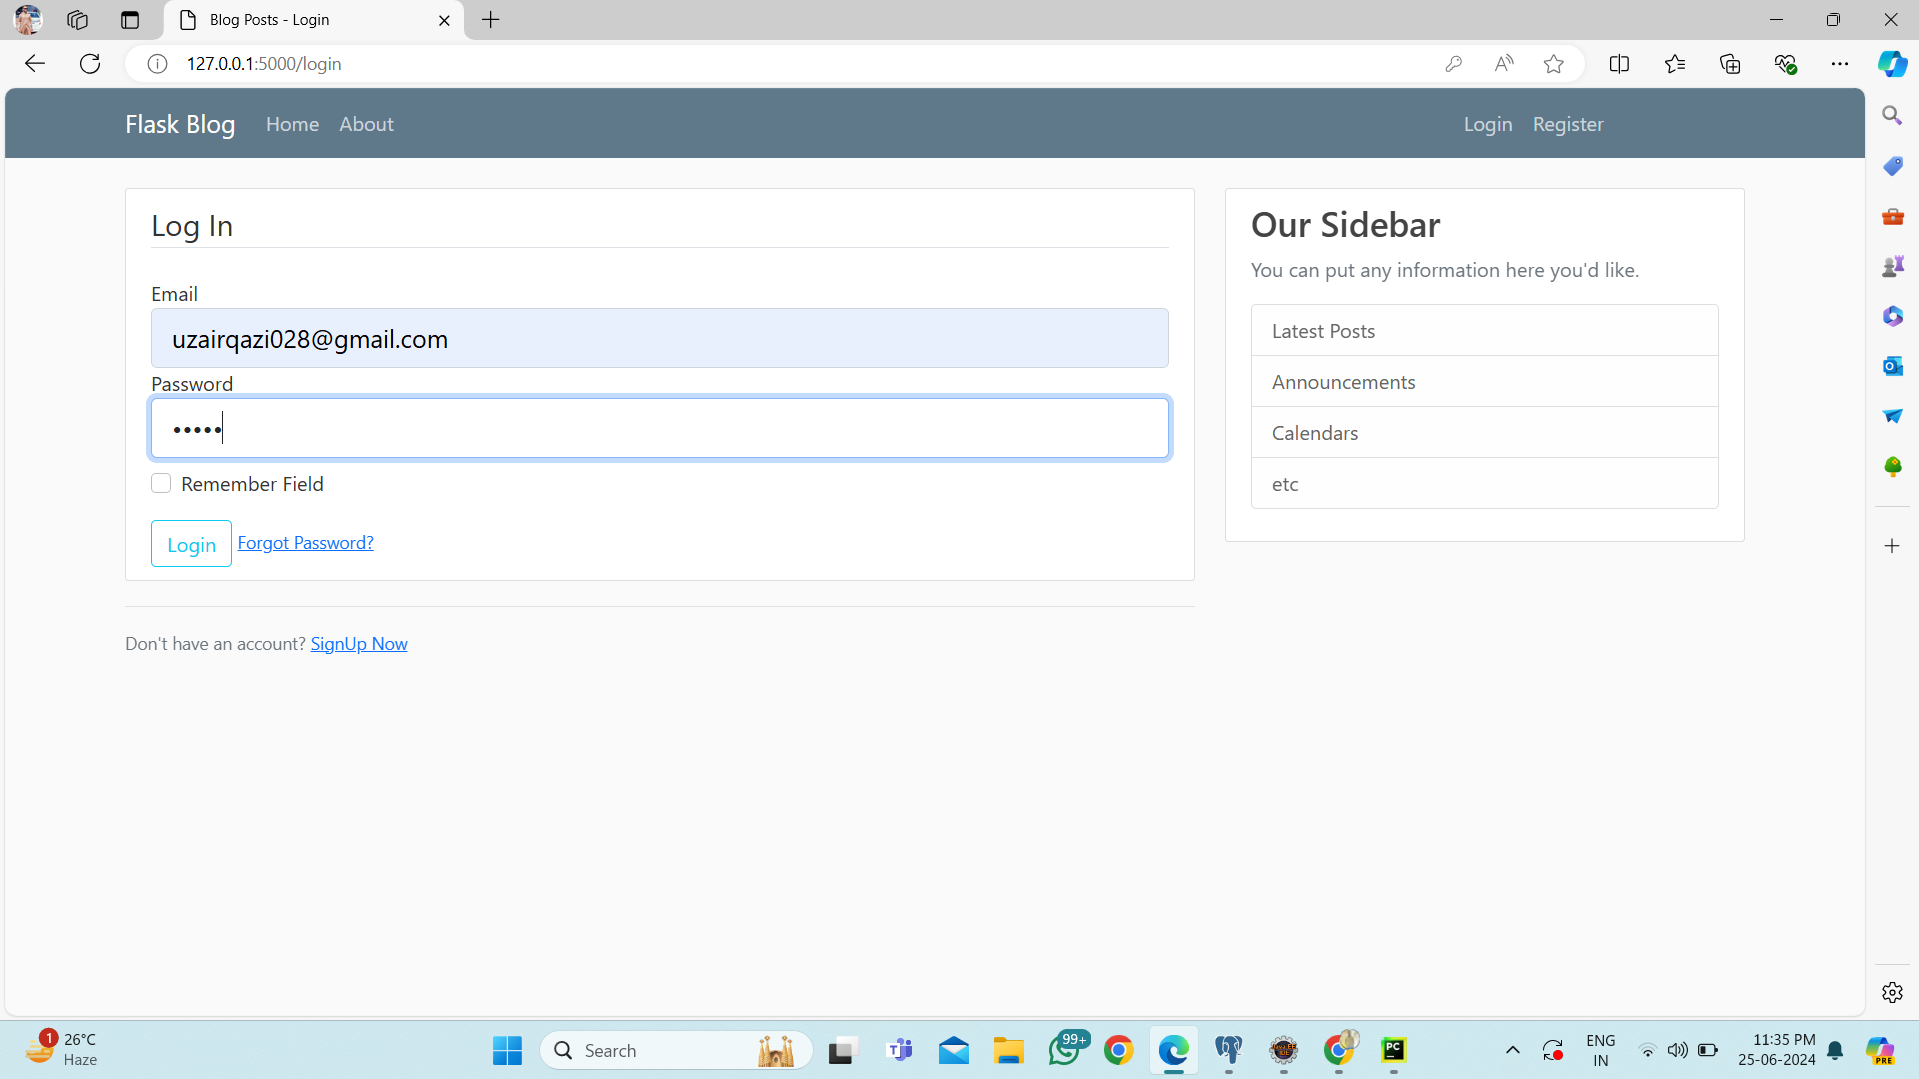 Blog Posts - Login
127.0.0.1:5000/login
Flask Blog Home About Login Register
Log In
Email
uzairqazi028@gmail.com
Password
•••••
Remember Field
Login Forgot Password?
Don't have an account? SignUp Now
Our Sidebar
You can put any information here you'd like.
Latest Posts
Announcements
Calendars
etc
1
26°C
Haze
Search
99+
PC
ENG
IN
11:35 PM
25-06-2024
PRE